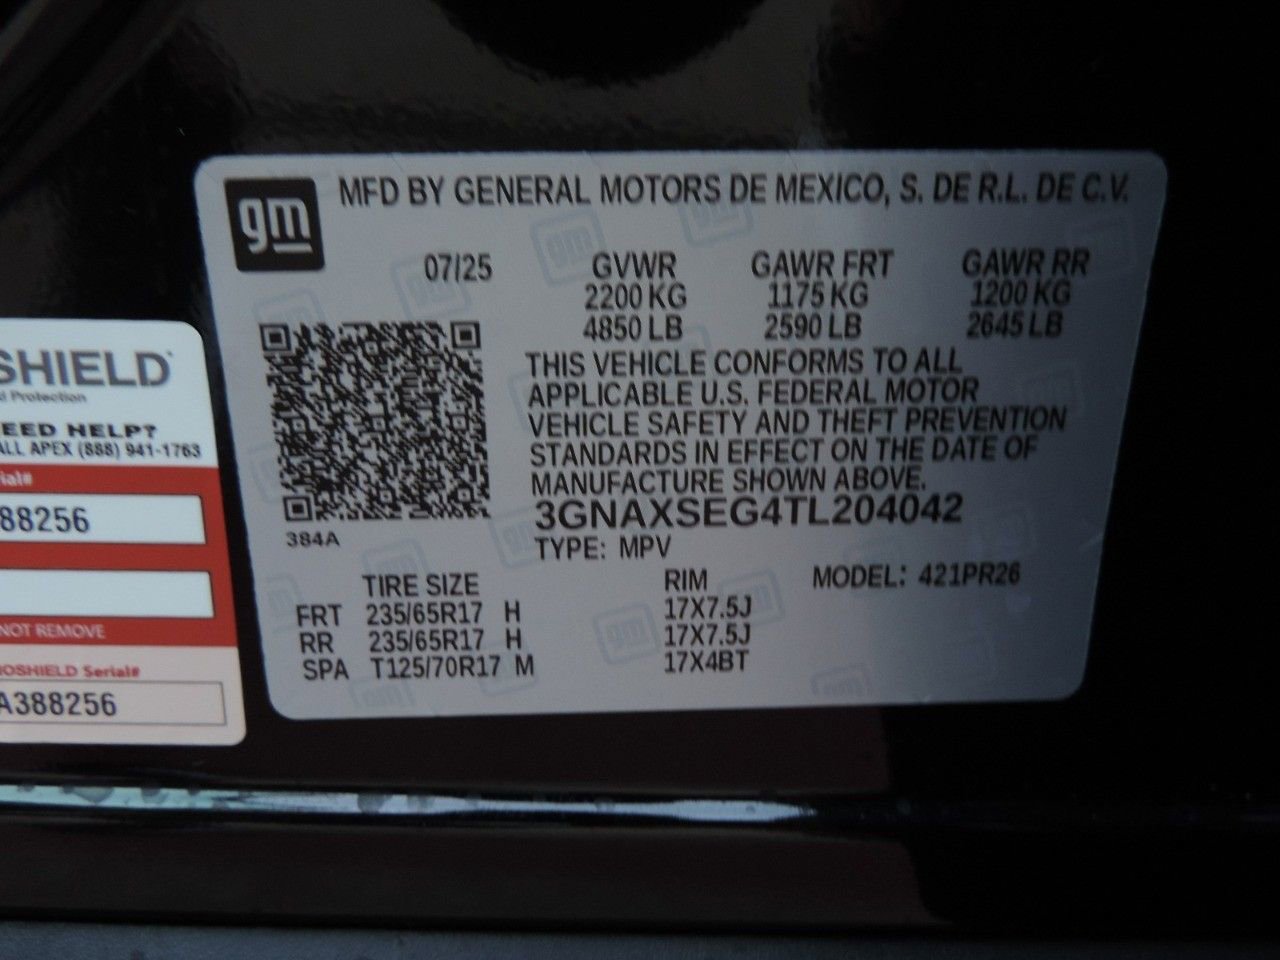 gm
MFD BY GENERAL MOTORS DE MEXICO, S. DE R.L. DE C.V.
07/25 GVWR GAWR FRT GAWR RR
2200 KG 1175 KG 1200 KG
4850 LB 2590 LB 2645 LB
THIS VEHICLE CONFORMS TO ALL
APPLICABLE U.S. FEDERAL MOTOR
VEHICLE SAFETY AND THEFT PREVENTION
STANDARDS IN EFFECT ON THE DATE OF
MANUFACTURE SHOWN ABOVE.
3GNAXSEG4TL204042
384A
TYPE: MPV
TIRE SIZE RIM MODEL: 421PR26
FRT 235/65R17 H 17X7.5J
RR 235/65R17 H 17X7.5J
SPA T125/70R17 M 17X4BT
SHIELD
Protection
EED HELP?
ALL APEX (888) 941-1763
rial#
88256
NOT REMOVE
OSHIELD Serial#
A388256